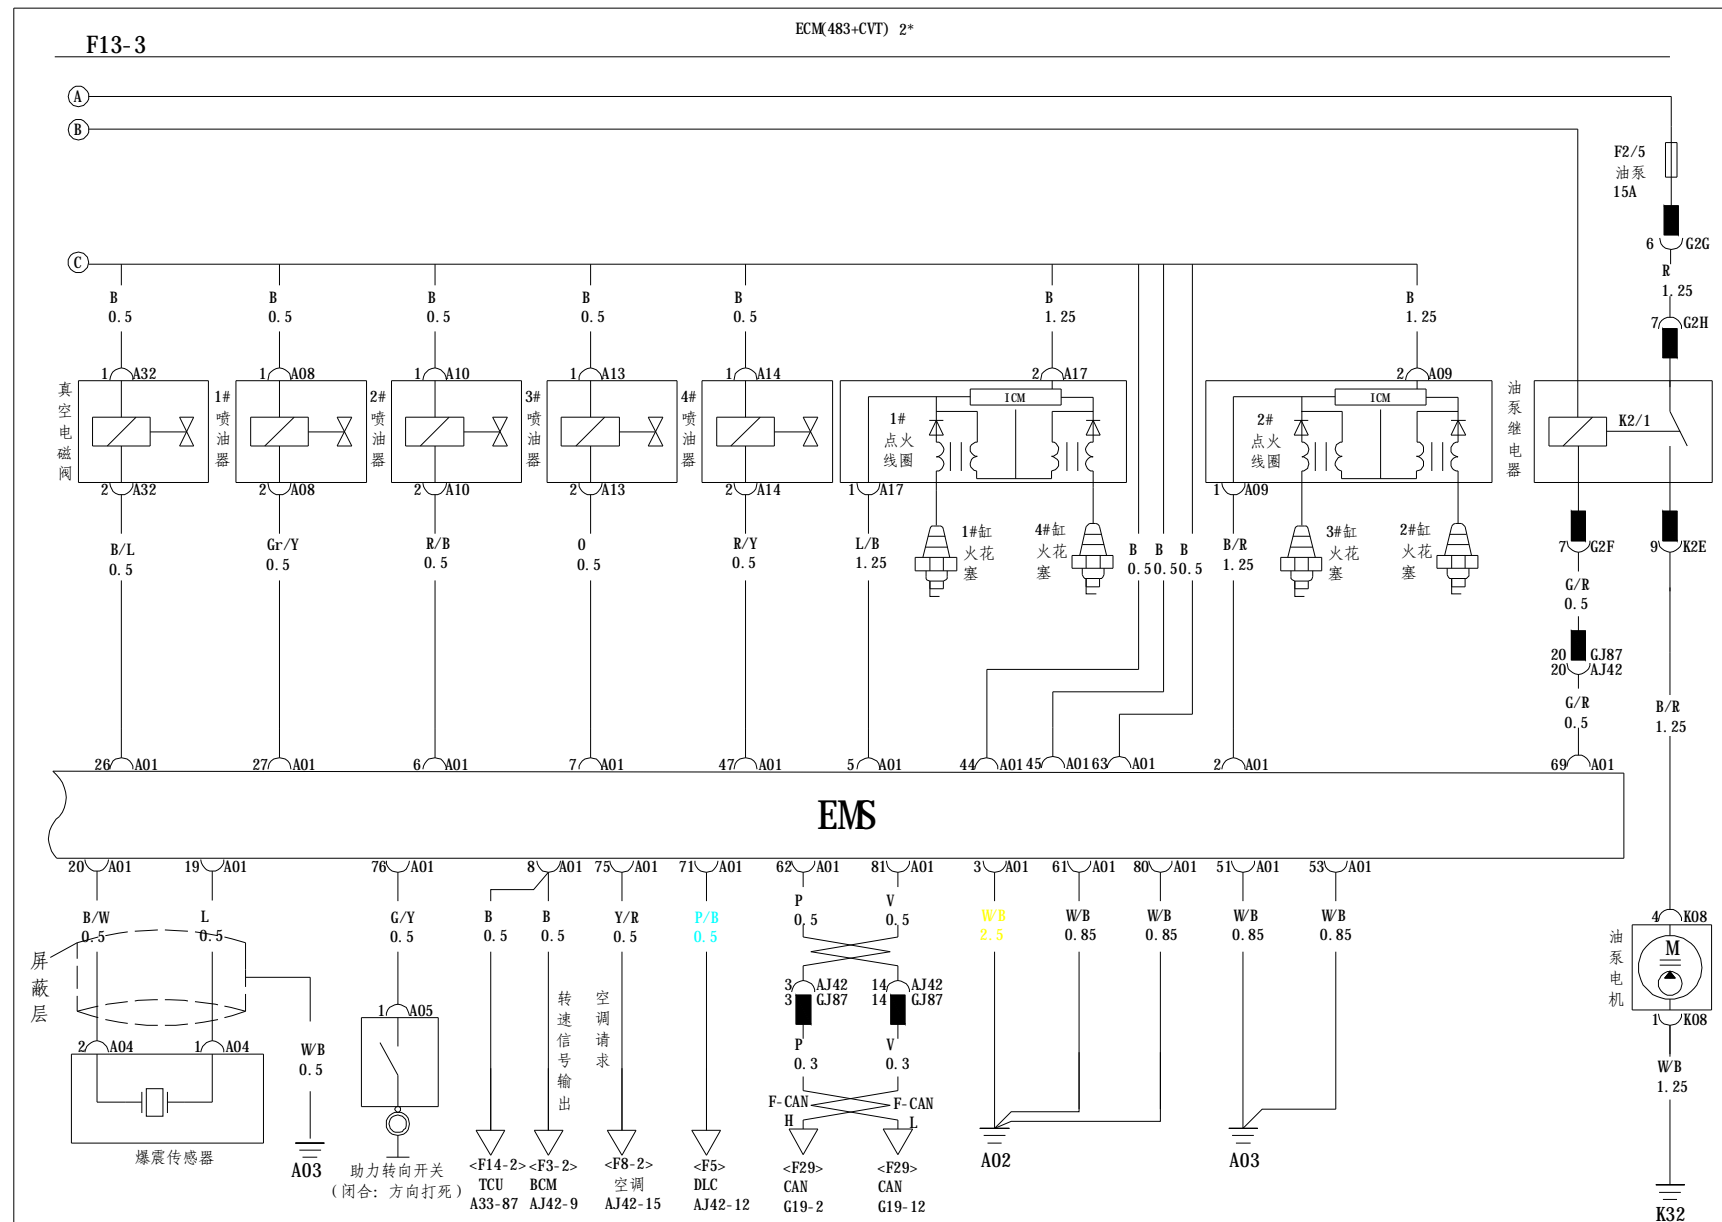 ECM(483+CVT) 2*
F13-3
A
B
F2/5
油泵
15A
6 G2G
C
R
1.25
B
0.5
B
0.5
B
0.5
B
0.5
B
0.5
B
1.25
B
1.25
7 G2H
1 A32
1 A08
1 A10
1 A13
1 A14
2 A17
2 A09
真空电磁阀
1#喷油器
2#喷油器
3#喷油器
4#喷油器
1#
点火
线圈
ICM
2#
点火
线圈
ICM
油泵继电器
K2/1
2 A32
2 A08
2 A10
2 A13
2 A14
1 A17
1 A09
B/L
0.5
Gr/Y
0.5
R/B
0.5
O
0.5
R/Y
0.5
L/B
1.25
1#缸
火花
塞
4#缸
火花
塞
B
0.5
B
0.5
B
0.5
B/R
1.25
3#缸
火花
塞
2#缸
火花
塞
7 G2F
9 K2E
G/R
0.5
20 GJ87
20 AJ42
G/R
0.5
B/R
1.25
26 A01
27 A01
6 A01
7 A01
47 A01
5 A01
44 A01
45 A01
63 A01
2 A01
69 A01
EMS
20 A01
19 A01
76 A01
8 A01
75 A01
71 A01
62 A01
81 A01
3 A01
61 A01
80 A01
51 A01
53 A01
B/W
0.5
L
0.5
G/Y
0.5
B
0.5
B
0.5
Y/R
0.5
P/B
0.5
P
0.5
V
0.5
W/B
2.5
W/B
0.85
W/B
0.85
W/B
0.85
W/B
0.85
4 K08
油泵电机
M
1 K08
屏蔽层
3 AJ42
3 GJ87
14 AJ42
14 GJ87
转速信号输出
空调请求
1 A05
2 A04
1 A04
W/B
0.5
P
0.3
V
0.3
W/B
1.25
F-CAN
H
F-CAN
L
爆震传感器
A03
助力转向开关
(闭合：方向打死)
<F14-2>
TCU
A33-87
<F3-2>
BCM
AJ42-9
<F8-2>
空调
AJ42-15
<F5>
DLC
AJ42-12
<F29>
CAN
G19-2
<F29>
CAN
G19-12
A02
A03
K32